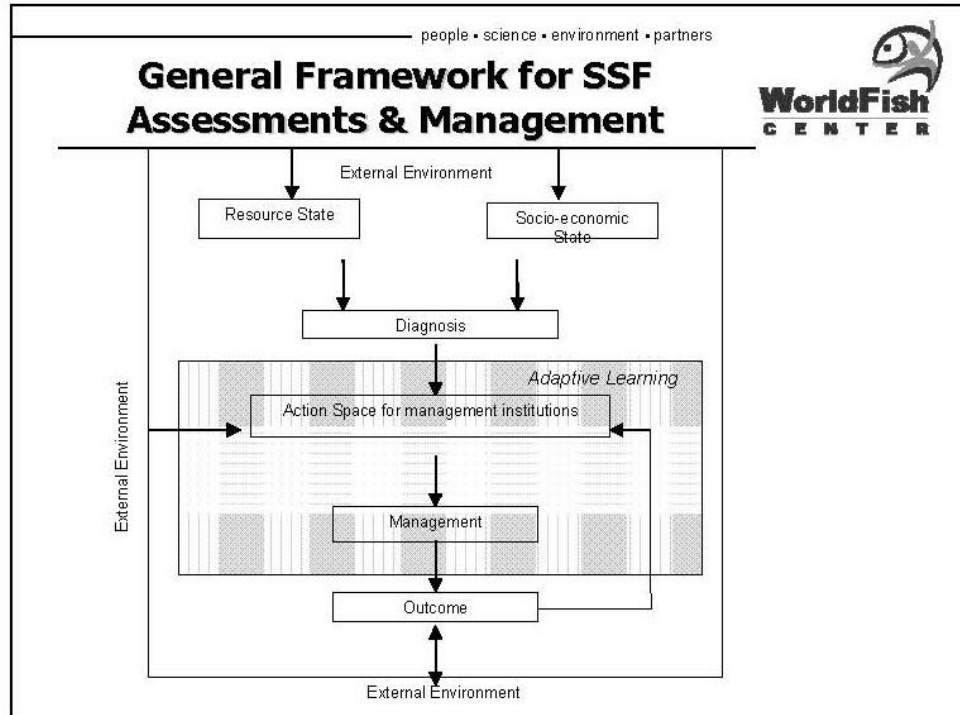 people ▪ science ▪ environment ▪ partners
General Framework for SSF
Assessments & Management
WorldFish
CENTER
External Environment
Resource State
Socio-economic
State
Diagnosis
Adaptive Learning
Action Space for management institutions
External Environment
Management
Outcome
External Environment